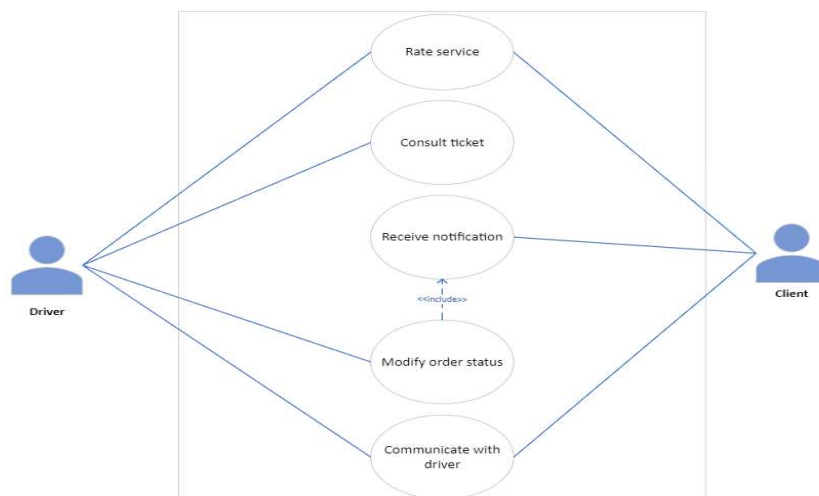 Rate service
Consult ticket
Receive notification
<<include>>
Driver
Client
Modify order status
Communicate with
driver